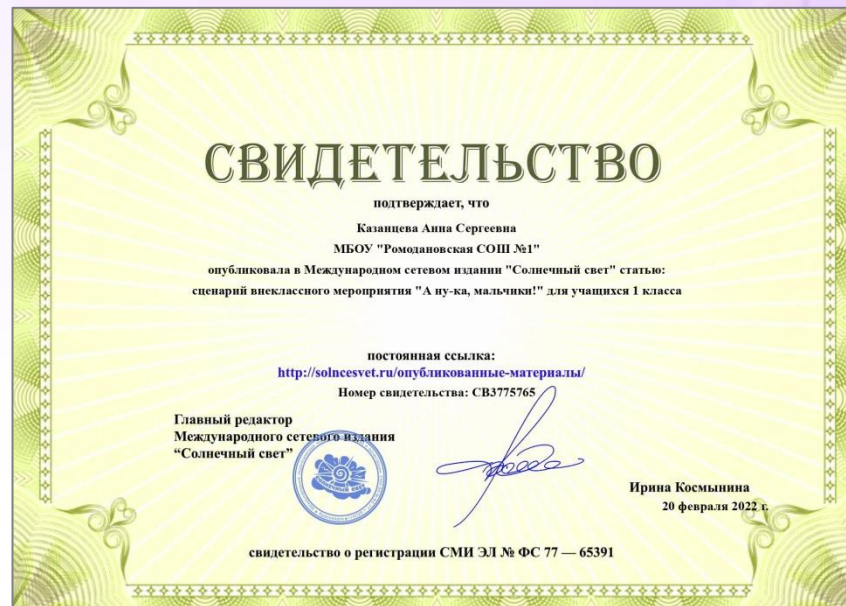 СВИДЕТЕЛЬСТВО
подтверждает, что
Казанцева Анна Сергеевна
МБОУ "Ромодановская СОШ №1"
опубликовала в Международном сетевом издании "Солнечный свет" статью:
сценарий внеклассного мероприятия "А ну-ка, мальчики!" для учащихся 1 класса
постоянная ссылка:
http://solncesvet.ru/опубликованные-материалы/
Номер свидетельства: СВ3775765
Главный редактор
Международного сетевого издания
“Солнечный свет”
Ирина Космынина
20 февраля 2022 г.
свидетельство о регистрации СМИ ЭЛ № ФС 77 — 65391